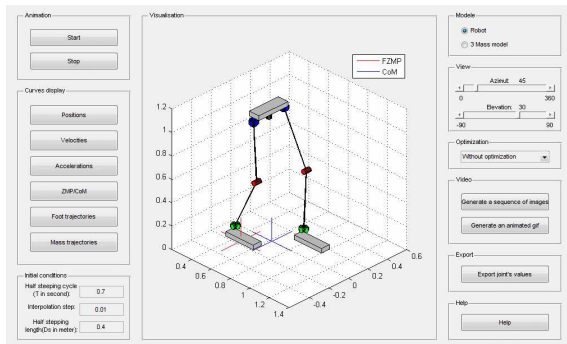 Animation
Start
Stop
Curves display
Positions
Velocities
Accelerations
ZMP/CoM
Foot trajectories
Mass trajectories
Initial conditions
Half steeping cycle
(T in second):
0.7
Interpolation step:
0.01
Half stepping
length(Ds in meter):
0.4
Visualisation
FZMP
CoM
1.2
1
0.8
0.6
0.4
0.2
0
0.4
0.6
0.8
1
1.2
1.4
-0.4
-0.2
0
0.2
0.4
0.6
Modele
Robot
3 Mass model
View
Azimut: 45
0 360
Elevation: 30
-90 90
Optimization
Without optimization
Video
Generate a sequence of images
Generate an animated gif
Export
Export joint's values
Help
Help